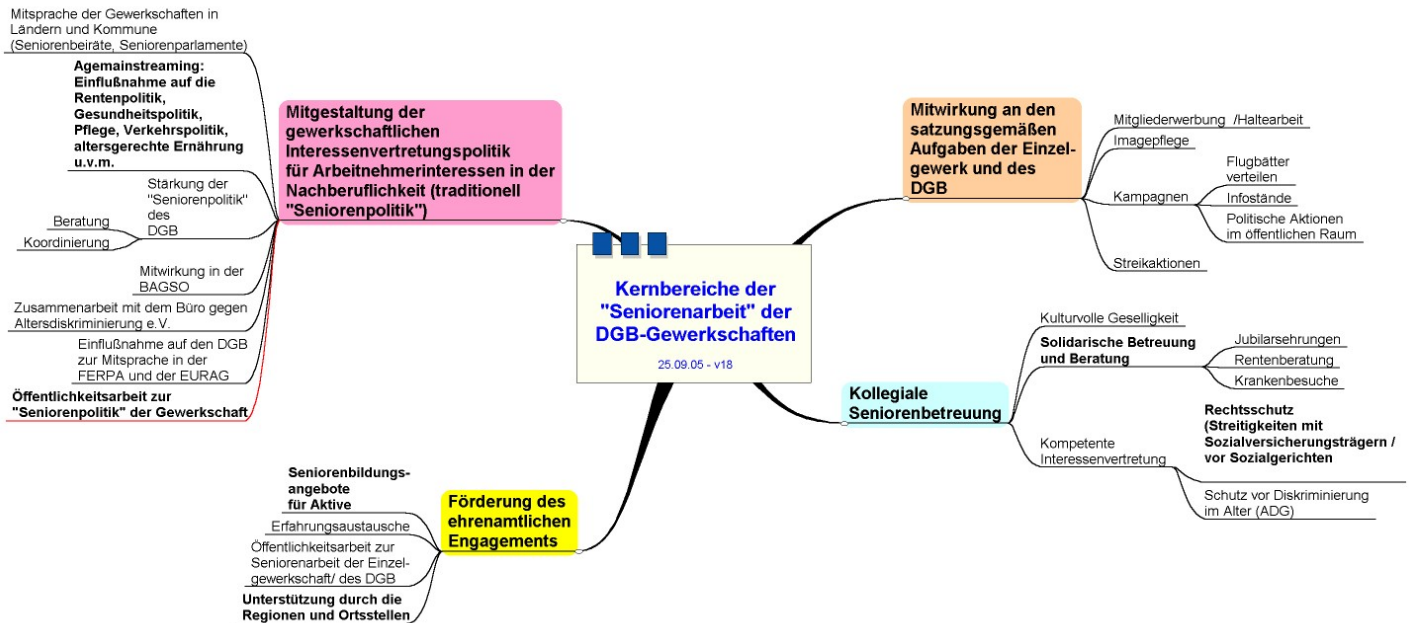 Kernbereiche der
"Seniorenarbeit" der
DGB-Gewerkschaften
25.09.05 - v18
Mitgestaltung der
gewerkschaftlichen
Interessenvertretungspolitik
für Arbeitnehmerinteressen in der
Nachberuflichkeit (traditionell
"Seniorenpolitik")
Mitsprache der Gewerkschaften in
Ländern und Kommune
(Seniorenbeiräte, Seniorenparlamente)
Agemainstreaming:
Einflußnahme auf die
Rentenpolitik,
Gesundheitspolitik,
Pflege, Verkehrspolitik,
altersgerechte Ernährung
u.v.m.
Stärkung der
"Seniorenpolitik"
des
DGB
Beratung
Koordinierung
Mitwirkung in der
BAGSO
Zusammenarbeit mit dem Büro gegen
Altersdiskriminierung e.V.
Einflußnahme auf den DGB
zur Mitsprache in der
FERPA und der EURAG
Öffentlichkeitsarbeit zur
"Seniorenpolitik" der Gewerkschaft
Mitwirkung an den
satzungsgemäßen
Aufgaben der Einzel-
gewerk und des
DGB
Mitgliederwerbung /Haltearbeit
Imagepflege
Kampagnen
Flugbätter
verteilen
Infostände
Politische Aktionen
im öffentlichen Raum
Streikaktionen
Kollegiale
Seniorenbetreuung
Kulturvolle Geselligkeit
Solidarische Betreuung
und Beratung
Jubilarsehrungen
Rentenberatung
Krankenbesuche
Kompetente
Interessenvertretung
Rechtsschutz
(Streitigkeiten mit
Sozialversicherungsträgern /
vor Sozialgerichten
Schutz vor Diskriminierung
im Alter (ADG)
Förderung des
ehrenamtlichen
Engagements
Seniorenbildungs-
angebote
für Aktive
Erfahrungsaustausche
Öffentlichkeitsarbeit zur
Seniorenarbeit der Einzel-
gewerkschaft/ des DGB
Unterstützung durch die
Regionen und Ortsstellen